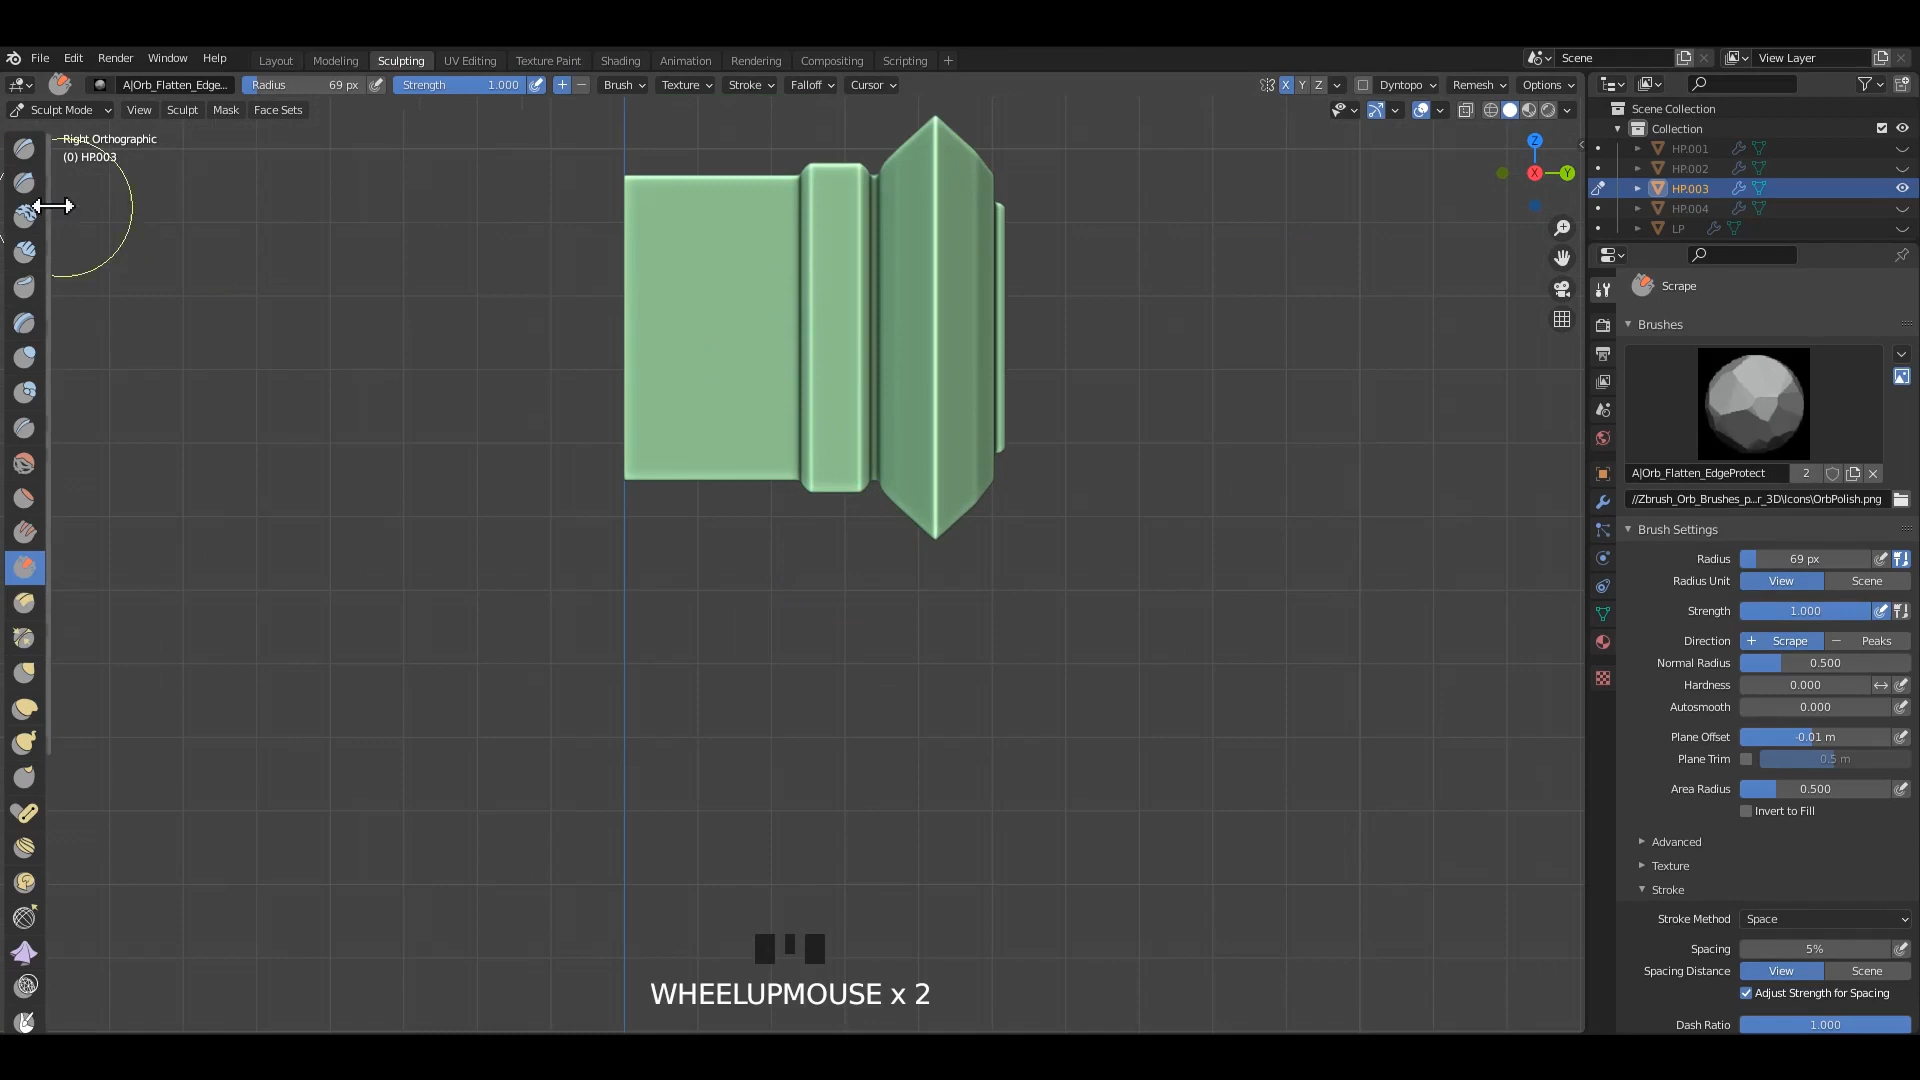 File Edit Render Window Help Layout Modeling Sculpting UV Editing Texture Paint Shading Animation Rendering Compositing Scripting + Scene View Layer
A|Orb_Flatten_Edge... Radius 69 px Strength 1.000 + − Brush Texture Stroke Falloff Cursor X Y Z Dyntopo Remesh Options
Sculpt Mode View Sculpt Mask Face Sets
Right Orthographic
(0) HP.003
Z
X
Y
Scene Collection
Collection
HP.001
HP.002
HP.003
HP.004
LP
Scrape
Brushes
A|Orb_Flatten_EdgeProtect 2
//Zbrush_Orb_Brushes_p...r_3D\Icons\OrbPolish.png
Brush Settings
Radius 69 px
Radius Unit View Scene
Strength 1.000
Direction + Scrape − Peaks
Normal Radius 0.500
Hardness 0.000
Autosmooth 0.000
Plane Offset -0.01 m
Plane Trim 0.5 m
Area Radius 0.500
Invert to Fill
Advanced
Texture
Stroke
Stroke Method Space
Spacing 5%
Spacing Distance View Scene
Adjust Strength for Spacing
Dash Ratio 1.000
WHEELUPMOUSE x 2